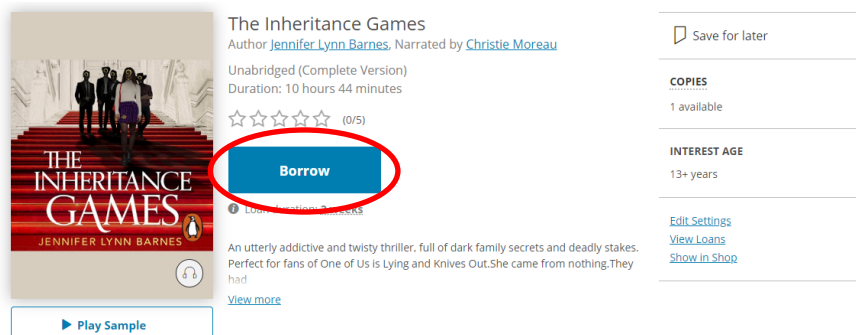 THE
INHERITANCE
GAMES
JENNIFER LYNN BARNES
Play Sample
The Inheritance Games
Author Jennifer Lynn Barnes, Narrated by Christie Moreau
Unabridged (Complete Version)
Duration: 10 hours 44 minutes
(0/5)
Borrow
Loan duration: 2 weeks
An utterly addictive and twisty thriller, full of dark family secrets and deadly stakes.
Perfect for fans of One of Us is Lying and Knives Out.She came from nothing.They
had
View more
Save for later
COPIES
1 available
INTEREST AGE
13+ years
Edit Settings
View Loans
Show in Shop